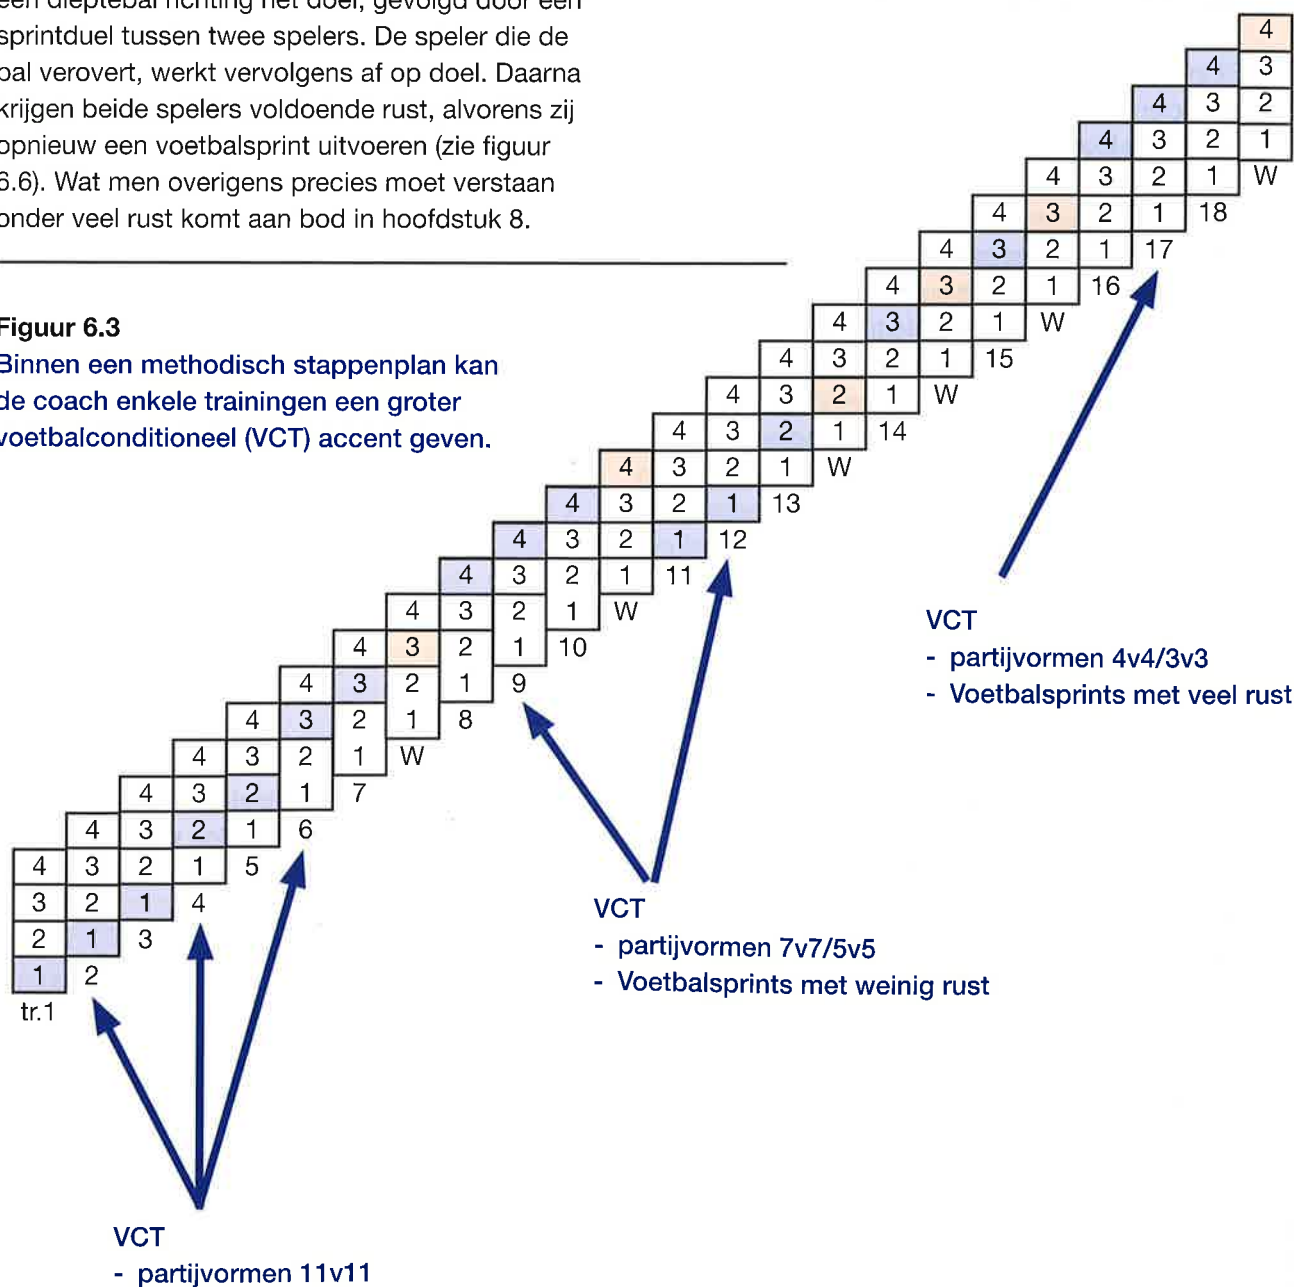 een dieptebal richting het doel, gevolgd door een
sprintduel tussen twee spelers. De speler die de
bal verovert, werkt vervolgens af op doel. Daarna
krijgen beide spelers voldoende rust, alvorens zij
opnieuw een voetbalsprint uitvoeren (zie figuur
6.6). Wat men overigens precies moet verstaan
onder veel rust komt aan bod in hoofdstuk 8.
Figuur 6.3
Binnen een methodisch stappenplan kan
de coach enkele trainingen een groter
voetbalconditioneel (VCT) accent geven.
4
4 3
4 3 2
4 3 2 1
4 3 2 1 W
4 3 2 1 18
4 3 2 1 17
4 3 2 1 16
4 3 2 1 W
4 3 2 1 15
4 3 2 1 W
4 3 2 1 14
4 3 2 1 W
4 3 2 1 13
4 3 2 1 12
4 3 2 1 11
4 3 2 1 W
4 3 2 1 10
4 3 2 1 9
4 3 2 1 8
4 3 2 1 W
4 3 2 1 7
4 3 2 1 6
4 3 2 1 5
3 2 1 4
2 1 3
1 2
tr.1
VCT
- partijvormen 4v4/3v3
- Voetbalsprints met veel rust
VCT
- partijvormen 7v7/5v5
- Voetbalsprints met weinig rust
VCT
- partijvormen 11v11